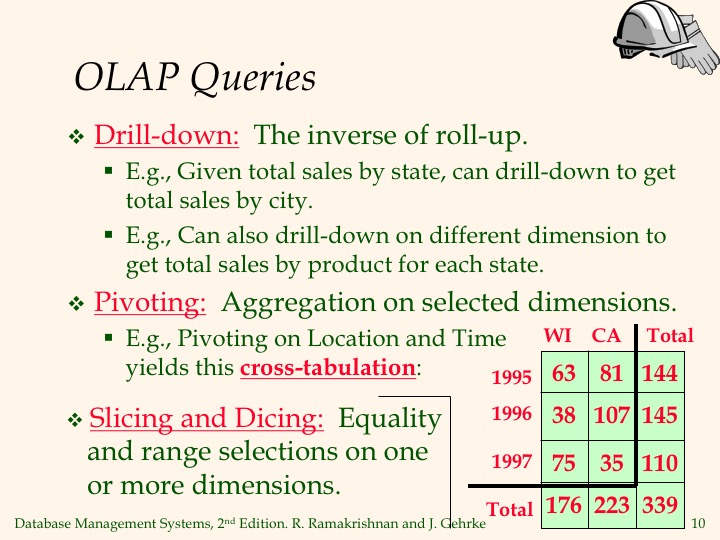 OLAP Queries
❖ Drill-down: The inverse of roll-up.
▪ E.g., Given total sales by state, can drill-down to get
total sales by city.
▪ E.g., Can also drill-down on different dimension to
get total sales by product for each state.
❖ Pivoting: Aggregation on selected dimensions.
▪ E.g., Pivoting on Location and Time
yields this cross-tabulation:
WI CA Total
1995 63 81 144
1996 38 107 145
1997 75 35 110
Total 176 223 339
❖ Slicing and Dicing: Equality
and range selections on one
or more dimensions.
Database Management Systems, 2nd Edition. R. Ramakrishnan and J. Gehrke 10